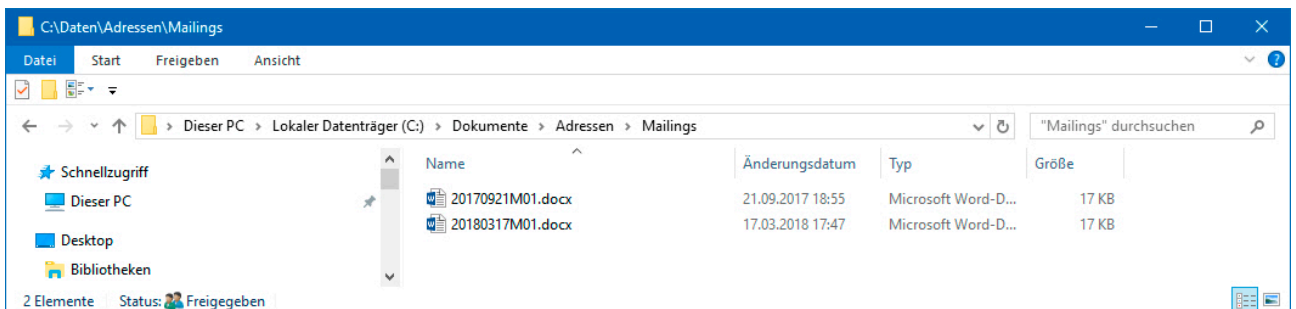 C:\Daten\Adressen\Mailings
Datei Start Freigeben Ansicht
Dieser PC > Lokaler Datenträger (C:) > Dokumente > Adressen > Mailings "Mailings" durchsuchen
Schnellzugriff
Dieser PC
Desktop
Bibliotheken
Name Änderungsdatum Typ Größe
20170921M01.docx 21.09.2017 18:55 Microsoft Word-D... 17 KB
20180317M01.docx 17.03.2018 17:47 Microsoft Word-D... 17 KB
2 Elemente Status: Freigegeben